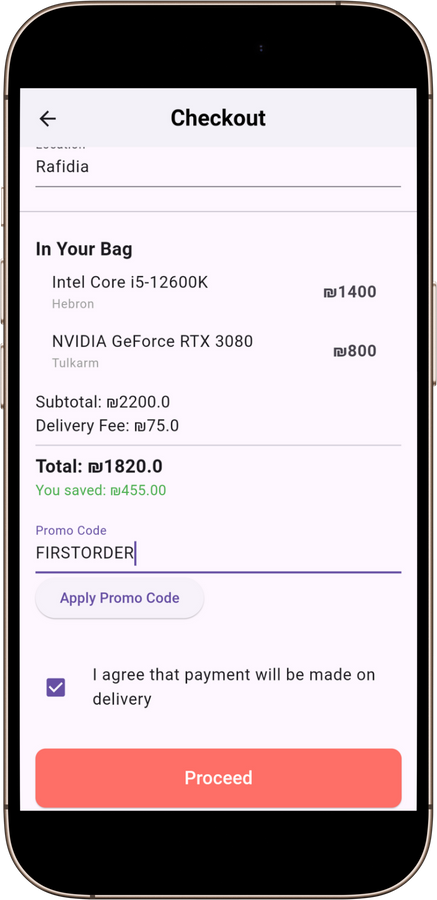 Checkout
Rafidia
In Your Bag
Intel Core i5-12600K
₪1400
Hebron
NVIDIA GeForce RTX 3080
₪800
Tulkarm
Subtotal: ₪2200.0
Delivery Fee: ₪75.0
Total: ₪1820.0
You saved: ₪455.00
Promo Code
FIRSTORDER
Apply Promo Code
I agree that payment will be made on
delivery
Proceed